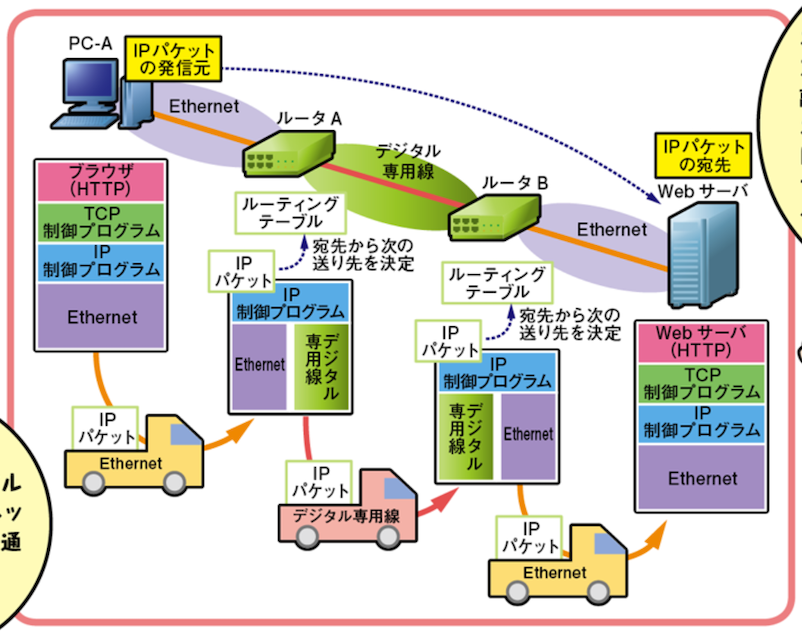 PC-A
IPパケット
の発信元
Ethernet
ルータA
デジタル
専用線
ルータB
IPパケット
の宛先
Webサーバ
Ethernet
ブラウザ
(HTTP)
TCP
制御プログラム
IP
制御プログラム
Ethernet
ルーティング
テーブル
宛先から次の
送り先を決定
IP
パケット
IP
制御プログラム
Ethernet
デジタル
専用線
ルーティング
テーブル
宛先から次の
送り先を決定
IP
パケット
IP
制御プログラム
デジタル
専用線
Ethernet
Webサーバ
(HTTP)
TCP
制御プログラム
IP
制御プログラム
Ethernet
IP
パケット
Ethernet
IP
パケット
デジタル専用線
IP
パケット
Ethernet
ル
ッ
通